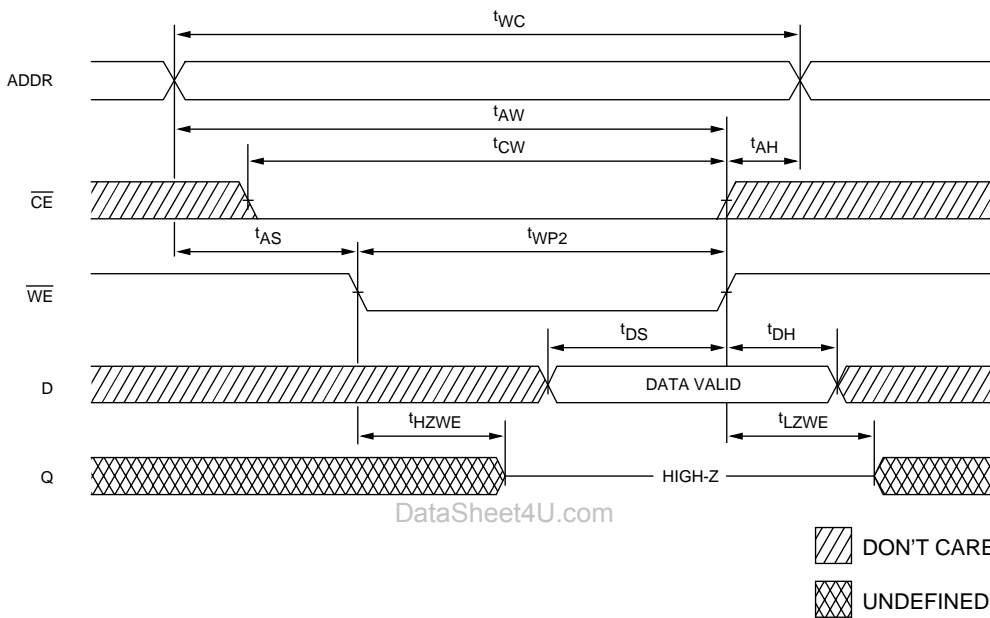 tWC
ADDR
tAW
tCW
tAH
CE
tAS
tWP2
WE
tDS
tDH
D
DATA VALID
tHZWE
tLZWE
Q
HIGH-Z
DataSheet4U.com
DON'T CARE
UNDEFINED